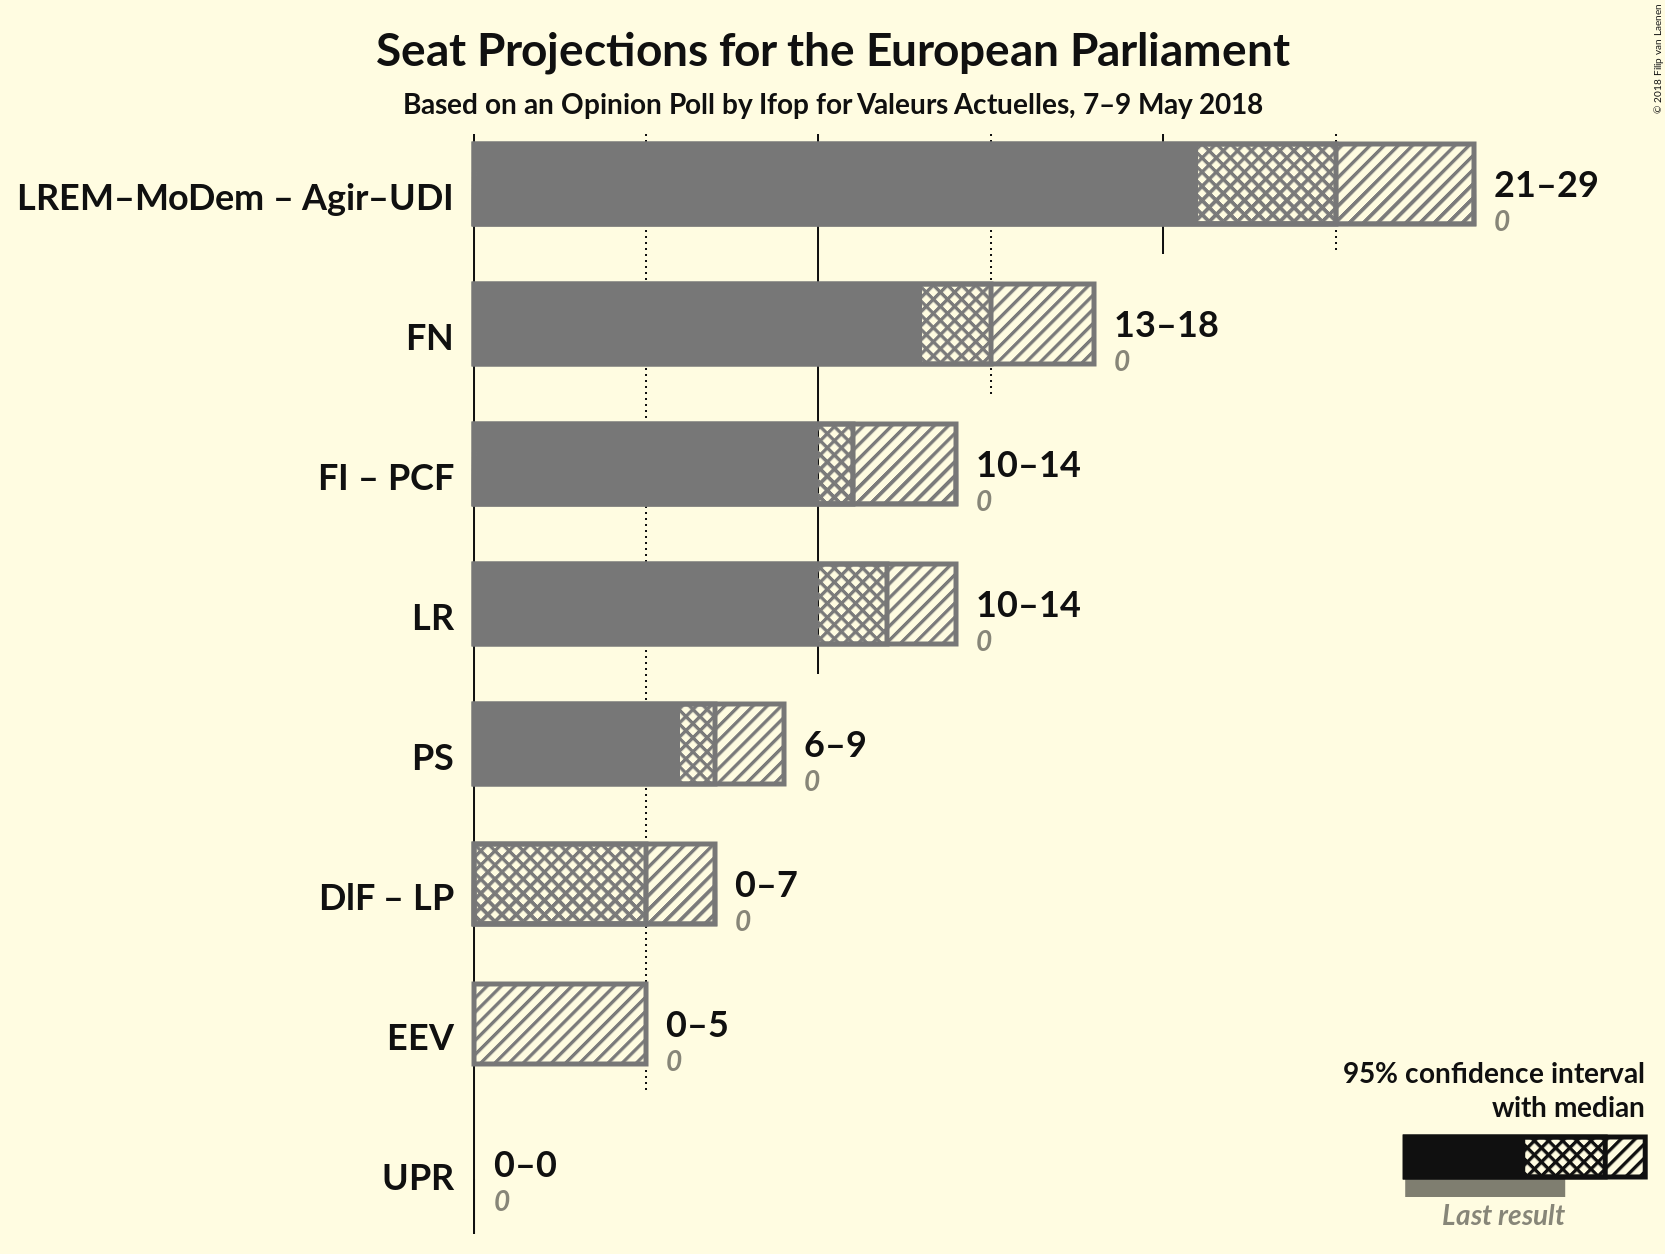 Seat Projections for the European Parliament
Based on an Opinion Poll by Ifop for Valeurs Actuelles, 7–9 May 2018
© 2018 Filip van Laenen
LREM–MoDem – Agir–UDI
21–29
0
FN
13–18
0
FI – PCF
10–14
0
LR
10–14
0
PS
6–9
0
DlF – LP
0–7
0
EEV
0–5
0
UPR
0–0
0
95% confidence interval
with median
Last result